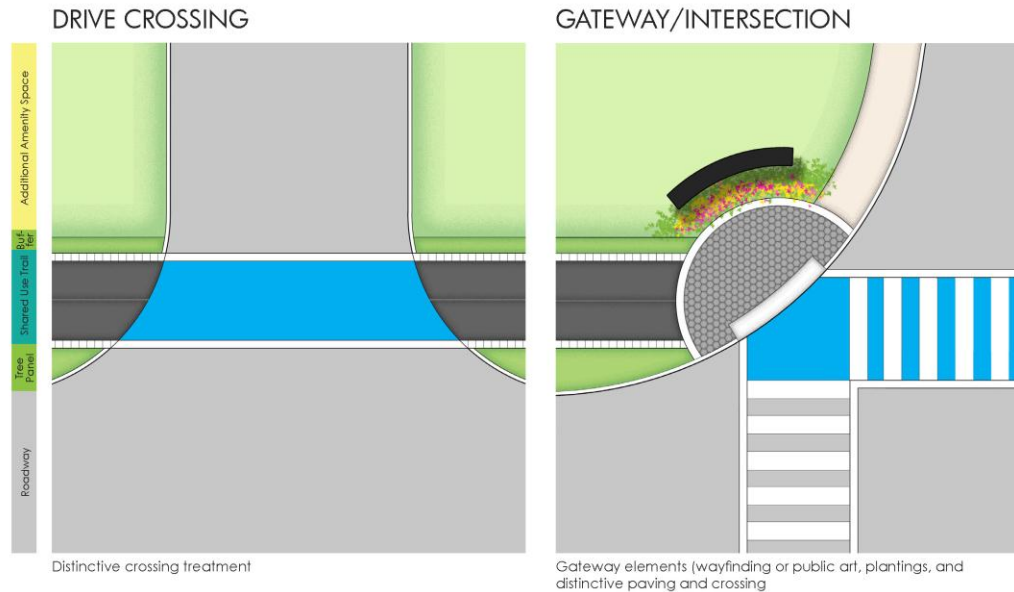 DRIVE CROSSING
GATEWAY/INTERSECTION
Additional Amenity Space
Buf-
fer
Shared Use Trail
Tree
Panel
Roadway
Distinctive crossing treatment
Gateway elements (wayfinding or public art, plantings, and
distinctive paving and crossing